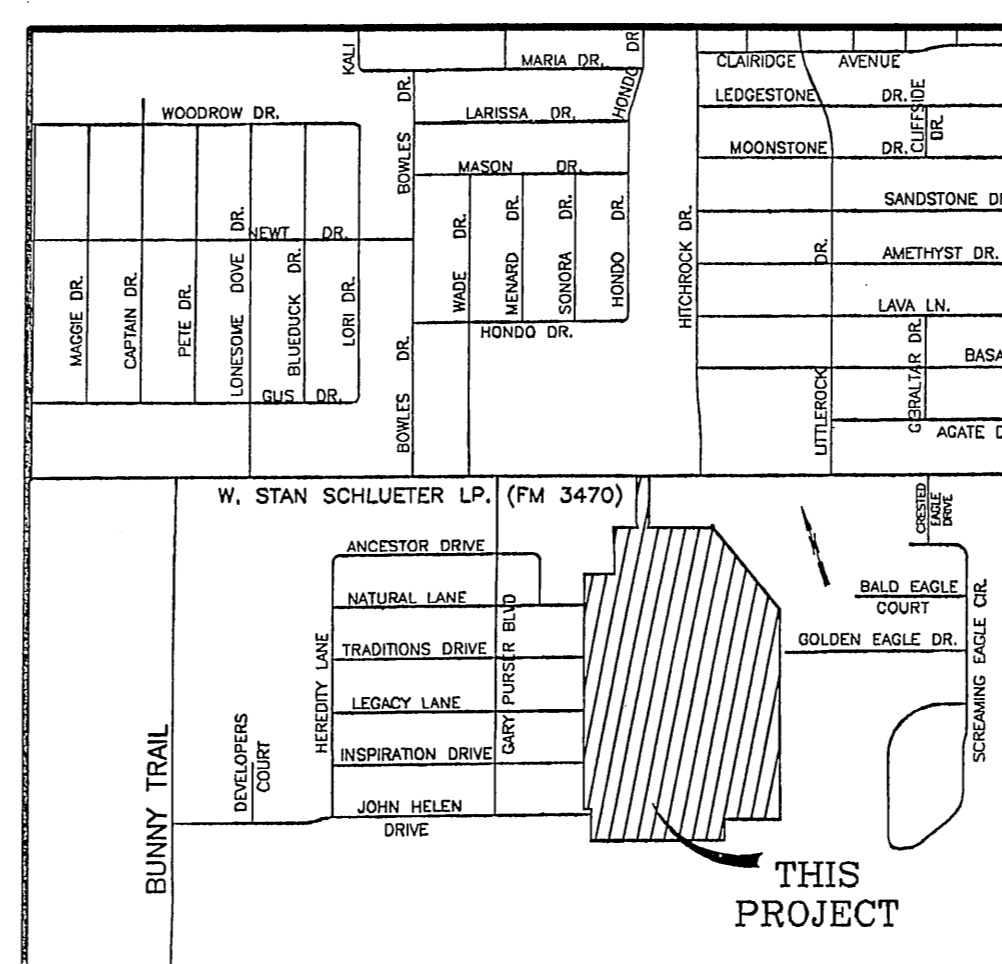 KALI
MARIA DR.
HONDO DR
CLAIRIDGE AVENUE
WOODROW DR.
BOWLES DR.
LARISSA DR.
LEDGESTONE DR.
CLIFFSIDE DR.
MOONSTONE DR.
MASON DR.
SANDSTONE
NEWT DR.
AMETHYST DR.
MAGGIE DR.
CAPTAIN DR.
PETE DR.
LONESOME DOVE DR.
BLUEDUCK DR.
LORI DR.
WADE DR.
MENARD DR.
SONORA DR.
HONDO DR.
HITCHROCK DR.
LITTLEROCK DR.
LAVA LN.
GIBRALTAR DR.
HONDO DR.
BASA
GUS DR.
BOWLES DR.
AGATE D
W. STAN SCHLUETER LP. (FM 3470)
CRESTED
EAGLE
DRIVE
ANCESTOR DRIVE
NATURAL LANE
BALD EAGLE
COURT
TRADITIONS DRIVE
GARY PURSER BLVD
GOLDEN EAGLE DR.
HEREDITY LANE
LEGACY LANE
SCREAMING EAGLE CIR.
INSPIRATION DRIVE
DEVELOPERS
COURT
BUNNY TRAIL
JOHN HELEN
DRIVE
THIS
PROJECT